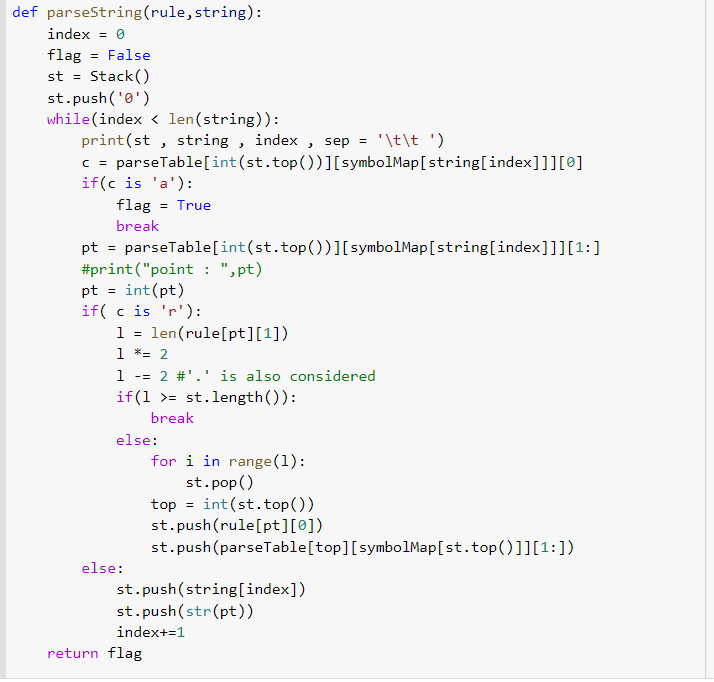 def parseString(rule,string):
    index = 0
    flag = False
    st = Stack()
    st.push('0')
    while(index < len(string)):
        print(st , string , index , sep = '\t\t ')
        c = parseTable[int(st.top())][symbolMap[string[index]]][0]
        if(c is 'a'):
            flag = True
            break
        pt = parseTable[int(st.top())][symbolMap[string[index]]][1:]
        #print("point : ",pt)
        pt = int(pt)
        if( c is 'r'):
            l = len(rule[pt][1])
            l *= 2
            l -= 2 #'.' is also considered
            if(l >= st.length()):
                break
            else:
                for i in range(l):
                    st.pop()
                top = int(st.top())
                st.push(rule[pt][0])
                st.push(parseTable[top][symbolMap[st.top()]][1:])
        else:
            st.push(string[index])
            st.push(str(pt))
            index+=1
    return flag